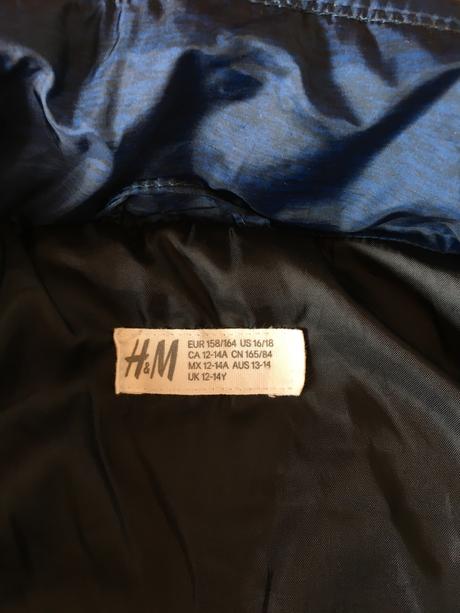 H&M
EUR 158/164 US 16/18
CA 12-14A CN 165/84
MX 12-14A AUS 13-14
UK 12-14Y